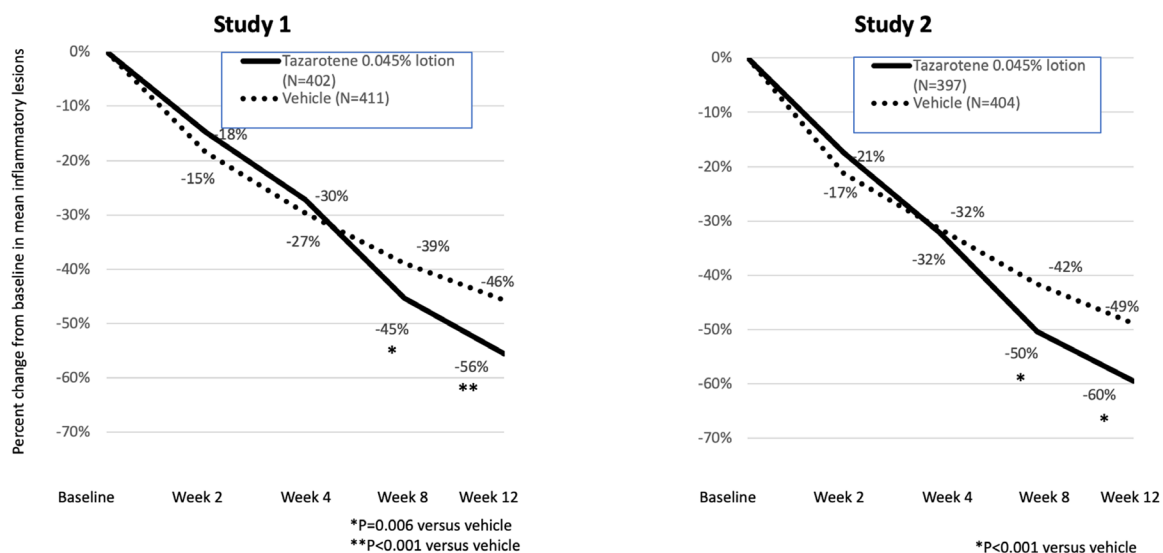 Study 1
Percent change from baseline in mean inflammatory lesions
0%
-10%
-20%
-30%
-40%
-50%
-60%
-70%
Tazarotene 0.045% lotion
(N=402)
Vehicle (N=411)
-18%
-15%
-30%
-27%
-39%
-45%
*
-46%
-56%
**
Baseline
Week 2
Week 4
Week 8
Week 12
*P=0.006 versus vehicle
**P<0.001 versus vehicle
Study 2
0%
-10%
-20%
-30%
-40%
-50%
-60%
-70%
Tazarotene 0.045% lotion
(N=397)
Vehicle (N=404)
-21%
-17%
-32%
-32%
-42%
-50%
*
-49%
-60%
*
Baseline
Week 2
Week 4
Week 8
Week 12
*P<0.001 versus vehicle